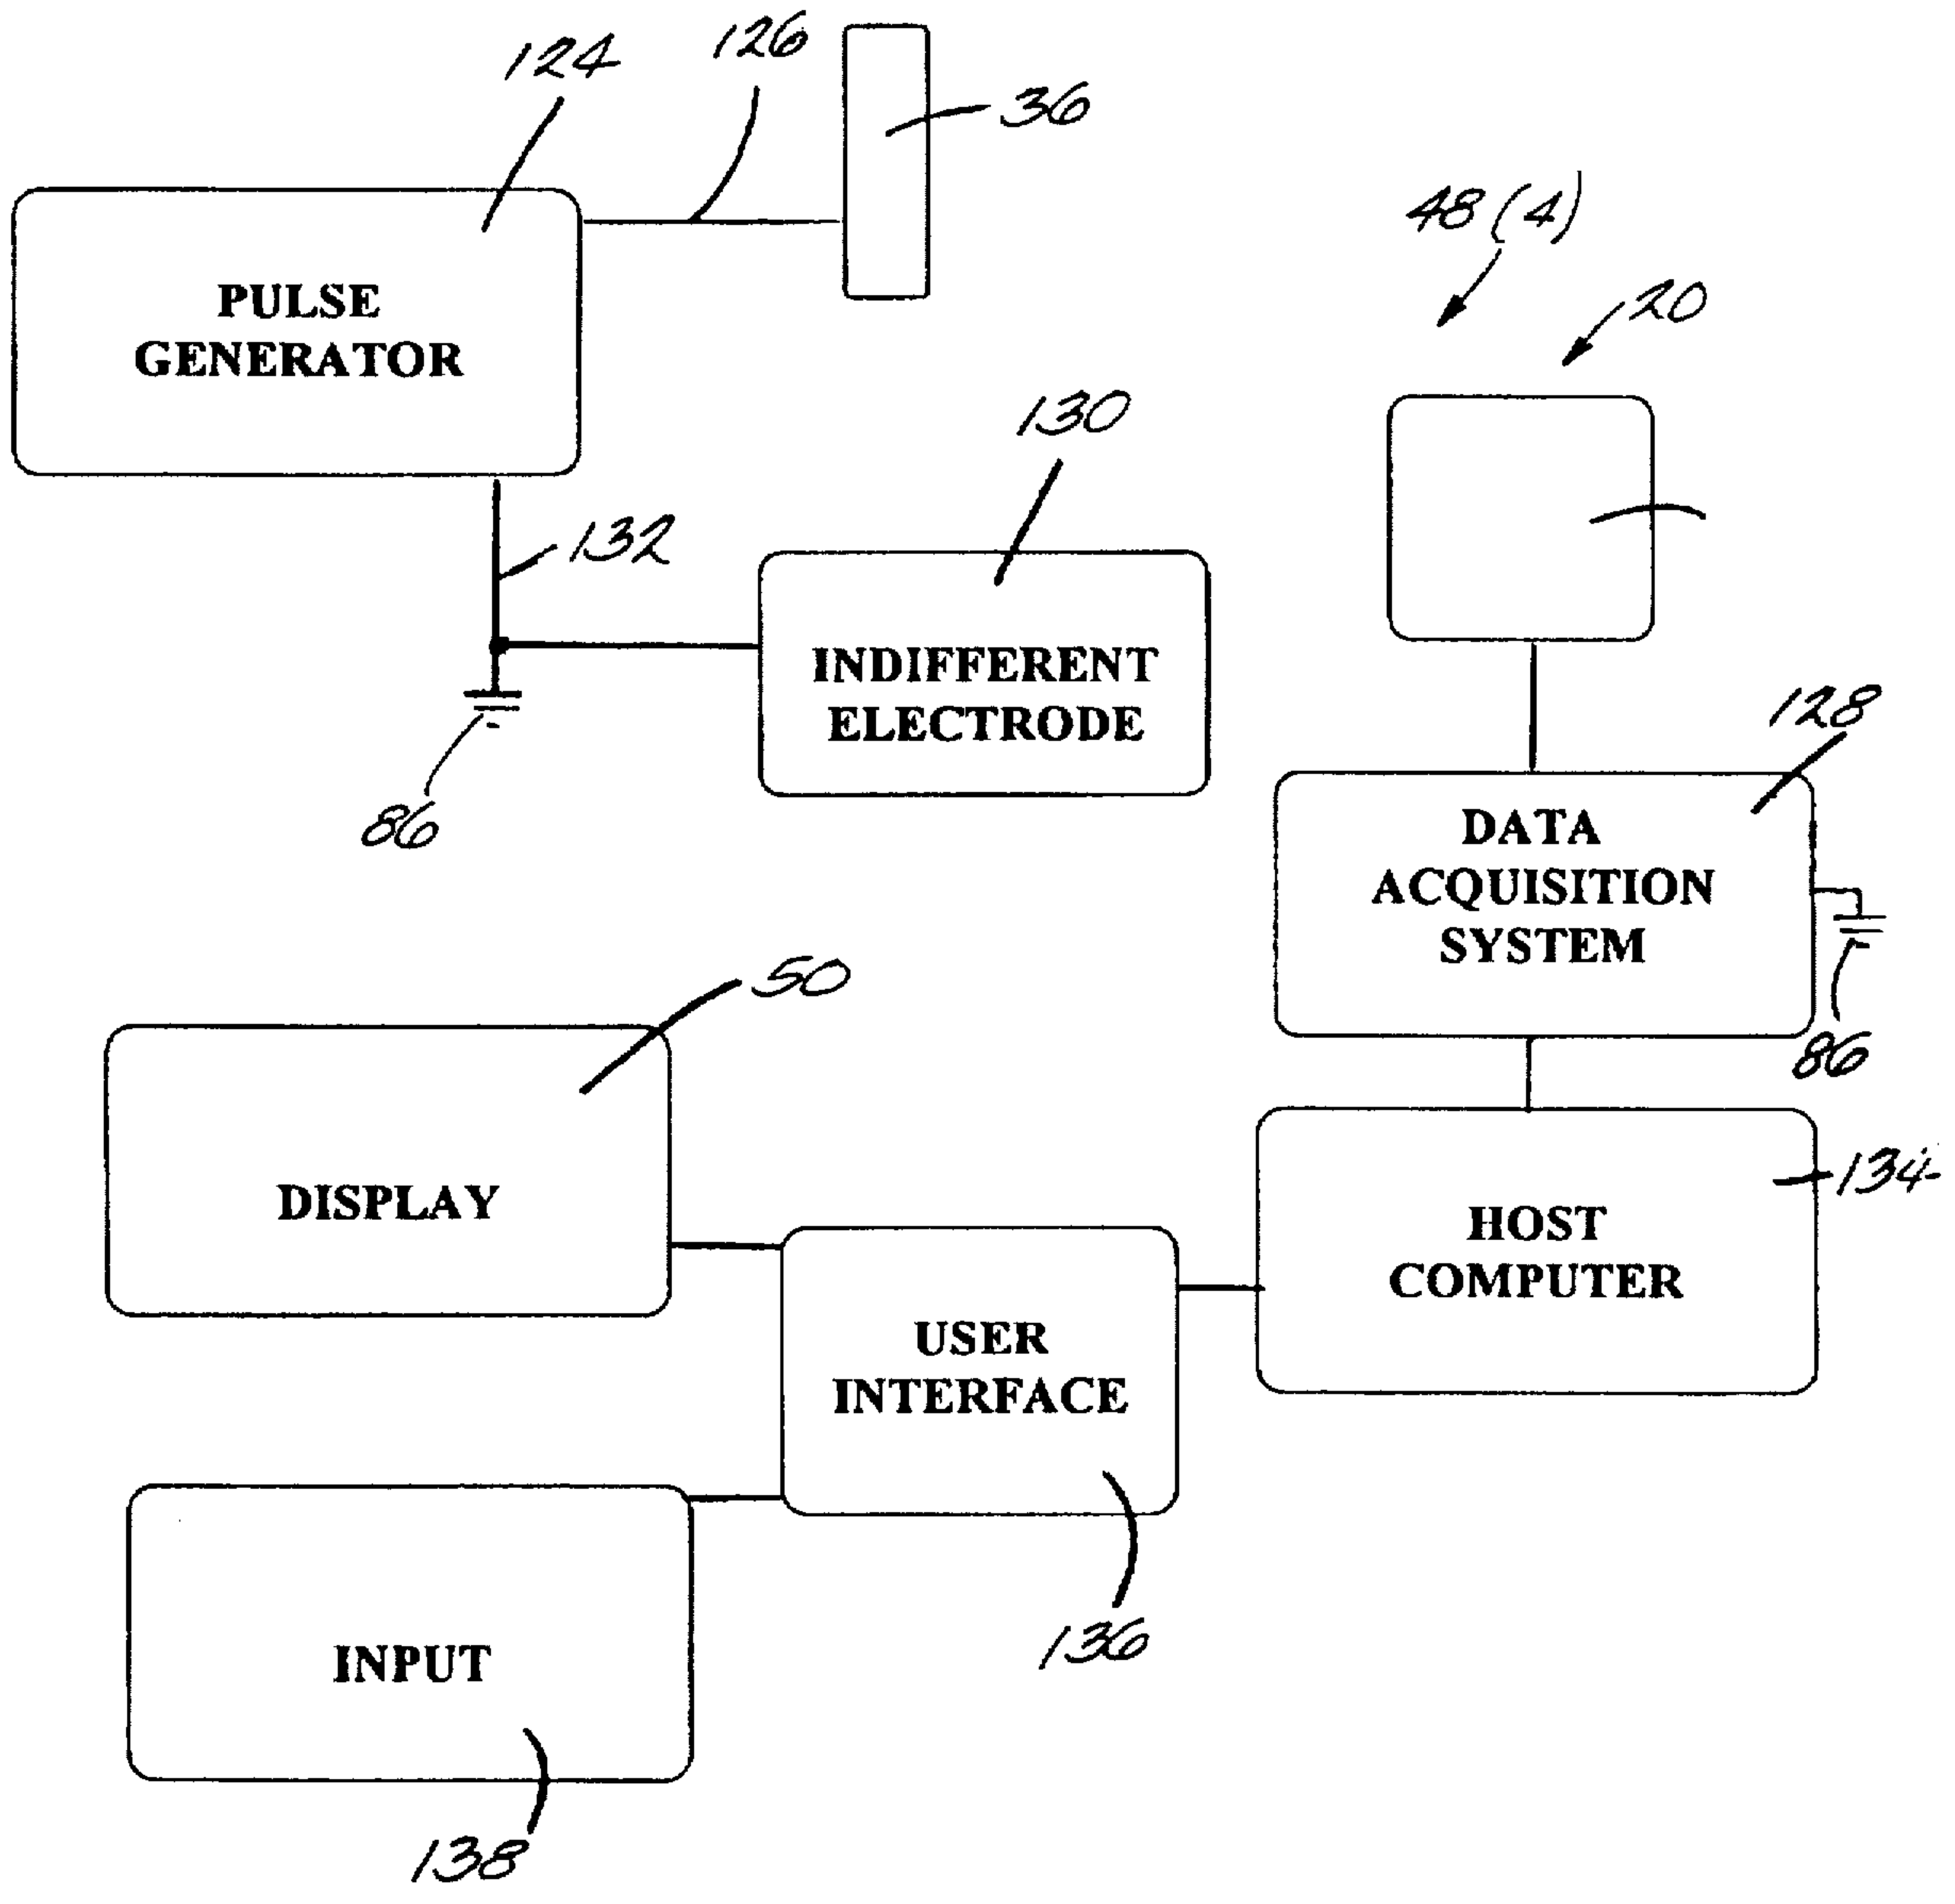 124
126
36
48 (4)
20
PULSE
GENERATOR
130
132
INDIFFERENT
ELECTRODE
86
128
DATA
ACQUISITION
SYSTEM
86
50
DISPLAY
134
HOST
COMPUTER
USER
INTERFACE
136
INPUT
138